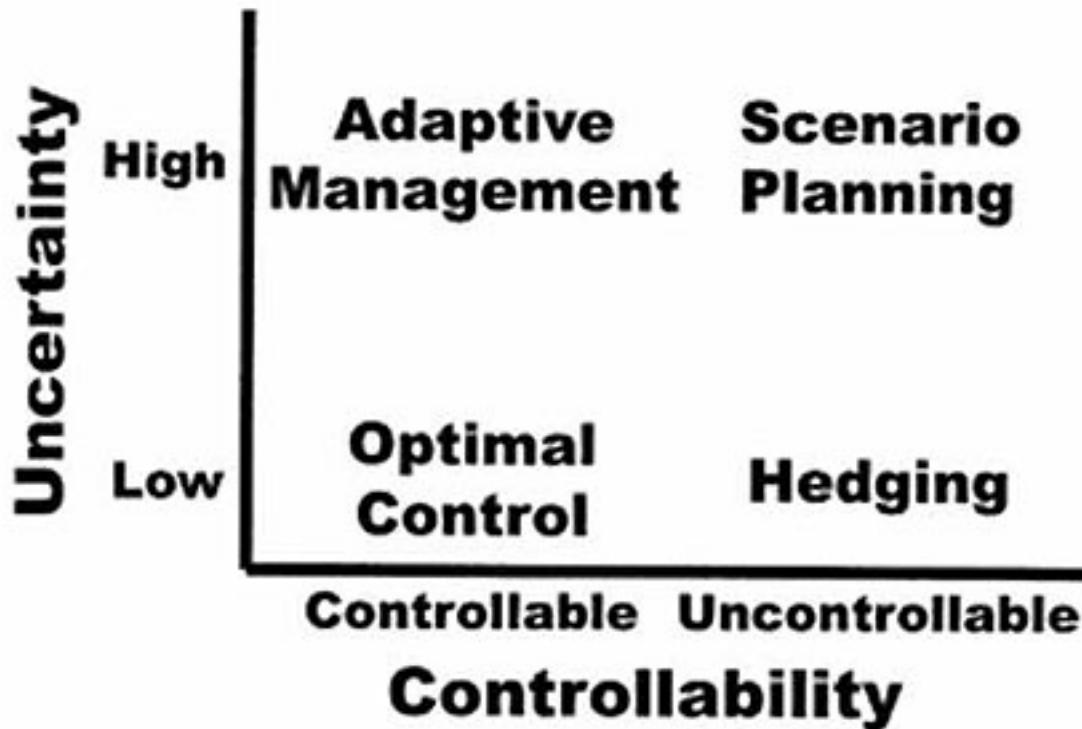 Uncertainty
High
Adaptive
Management
Scenario
Planning
Low
Optimal
Control
Hedging
Controllable
Uncontrollable
Controllability